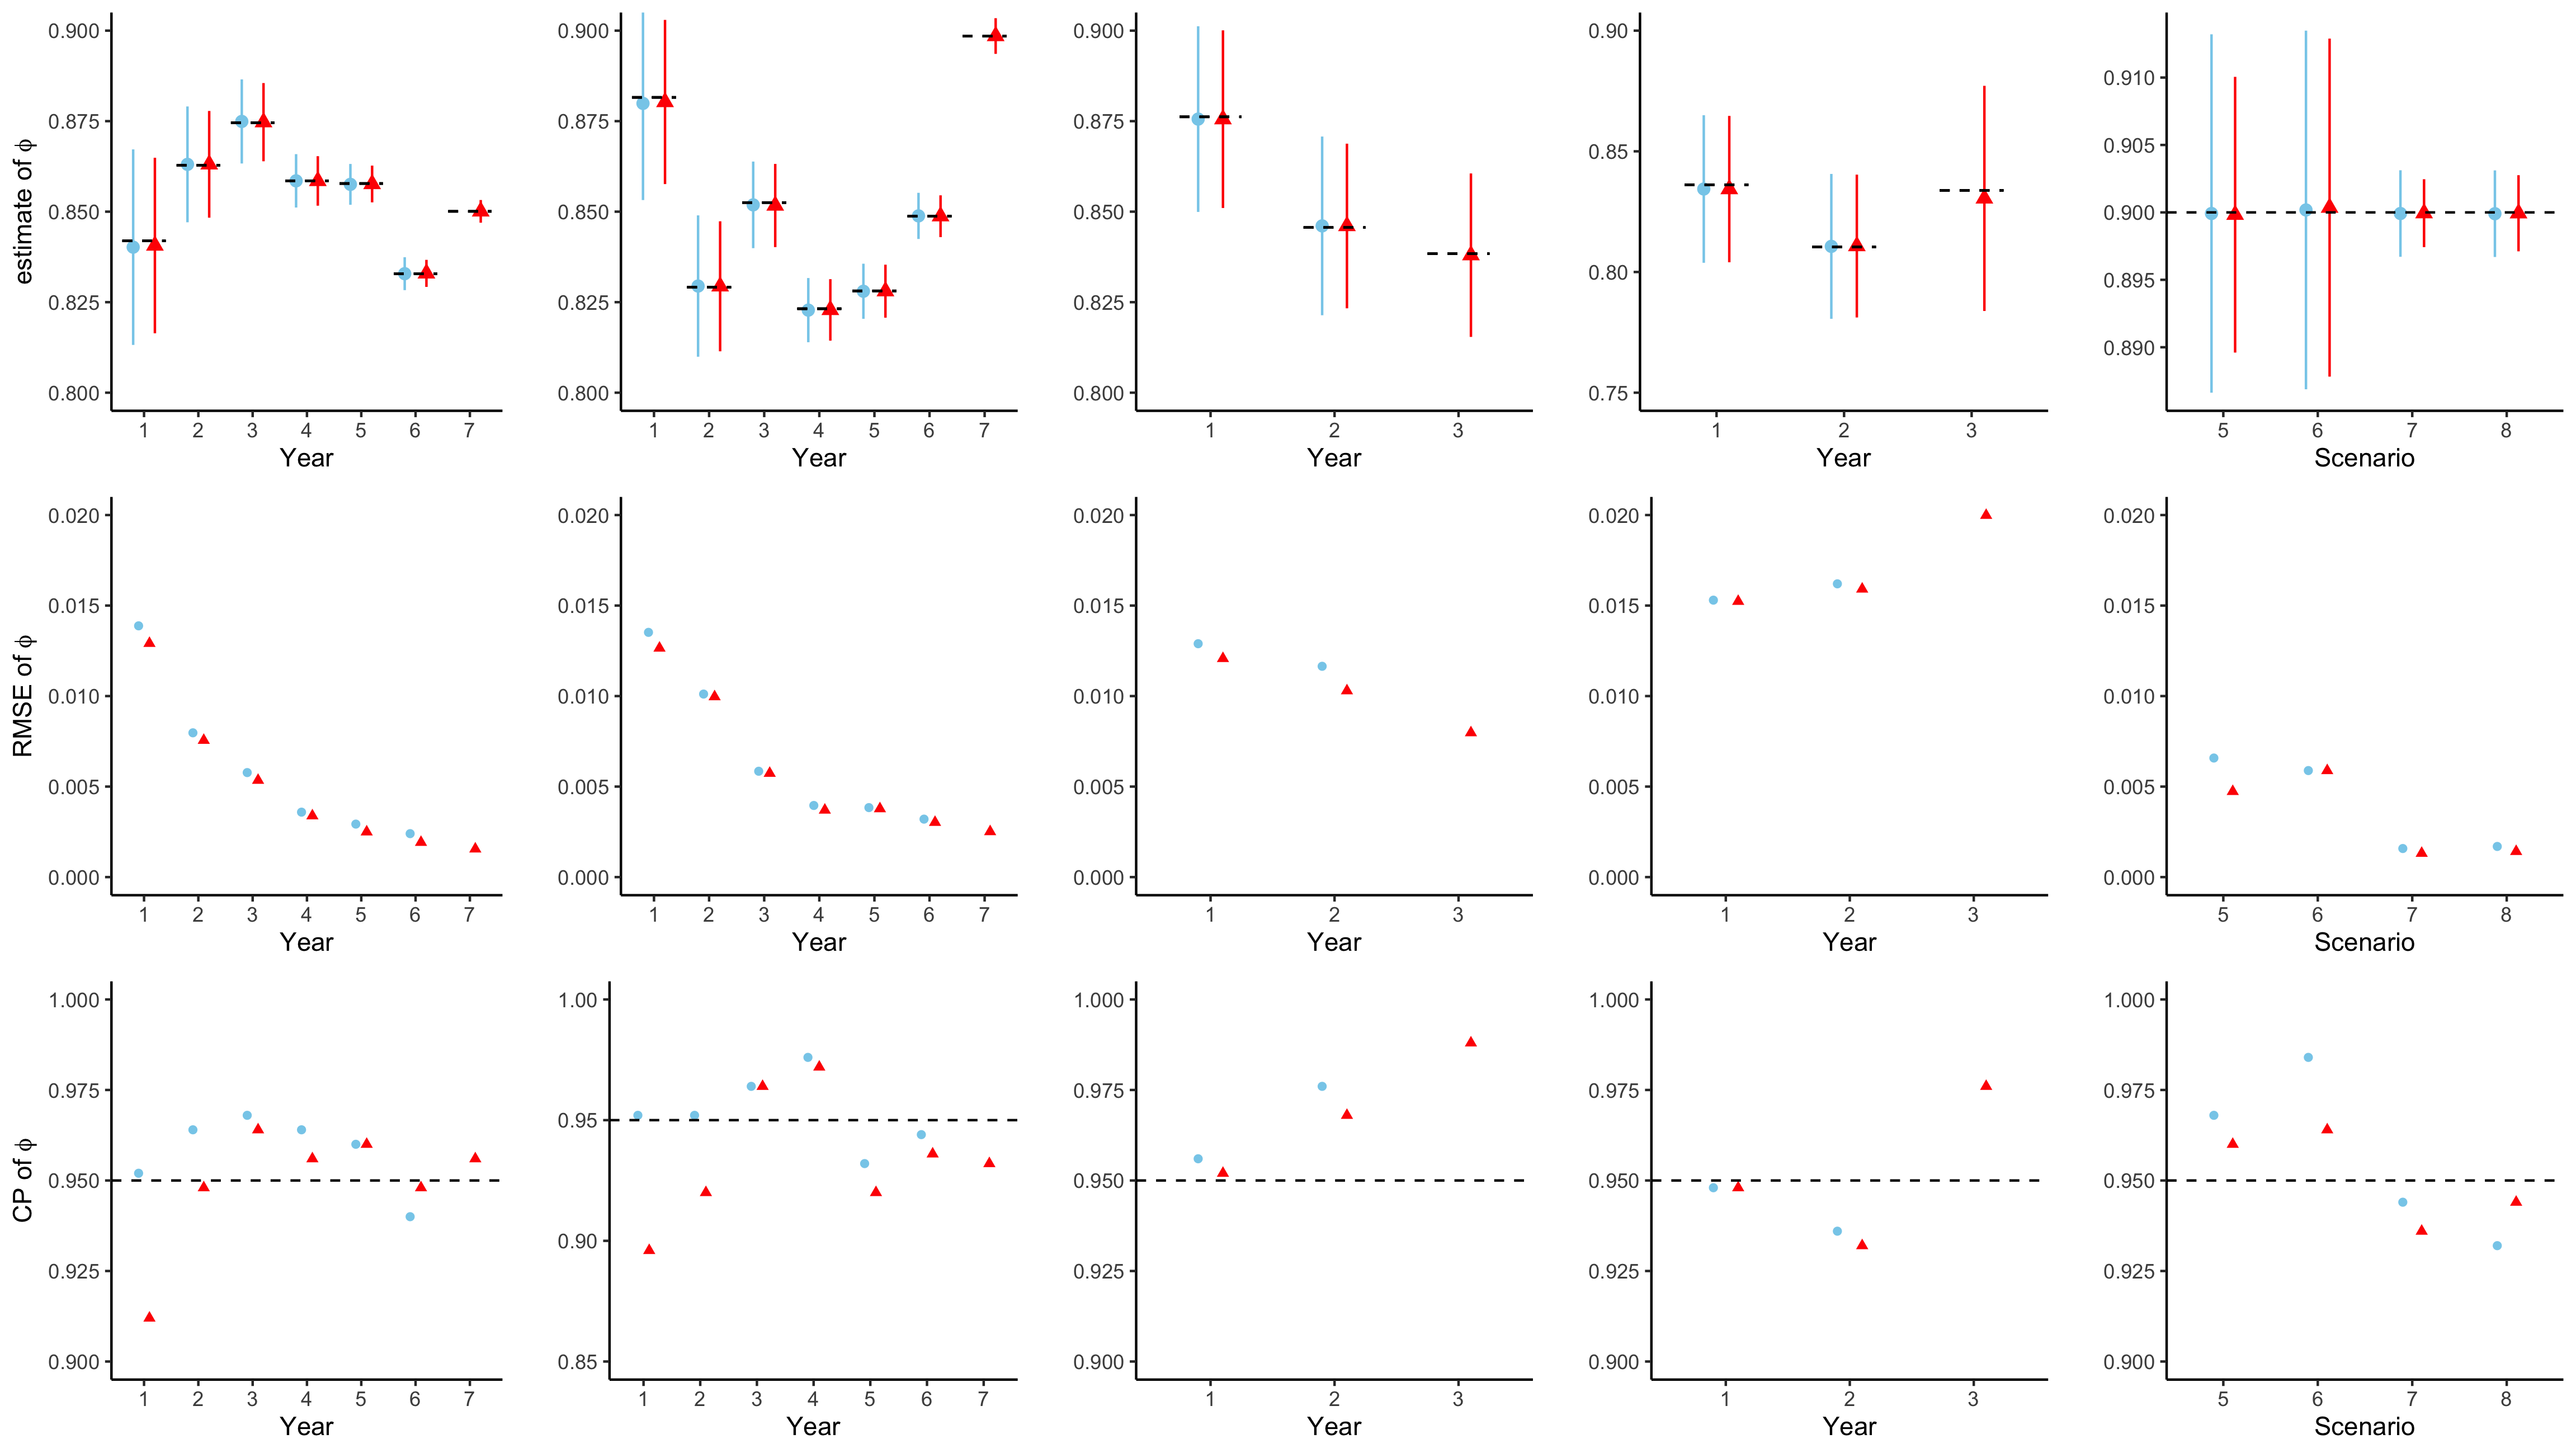 estimate of ϕ
0.900
0.875
0.850
0.825
0.800
1 2 3 4 5 6 7
Year
0.900
0.875
0.850
0.825
0.800
1 2 3 4 5 6 7
Year
0.900
0.875
0.850
0.825
0.800
1 2 3
Year
0.90
0.85
0.80
0.75
1 2 3
Year
0.910
0.905
0.900
0.895
0.890
5 6 7 8
Scenario
RMSE of ϕ
0.020
0.015
0.010
0.005
0.000
1 2 3 4 5 6 7
Year
0.020
0.015
0.010
0.005
0.000
1 2 3 4 5 6 7
Year
0.020
0.015
0.010
0.005
0.000
1 2 3
Year
0.020
0.015
0.010
0.005
0.000
1 2 3
Year
0.020
0.015
0.010
0.005
0.000
5 6 7 8
Scenario
CP of ϕ
1.000
0.975
0.950
0.925
0.900
1 2 3 4 5 6 7
Year
1.00
0.95
0.90
0.85
1 2 3 4 5 6 7
Year
1.000
0.975
0.950
0.925
0.900
1 2 3
Year
1.000
0.975
0.950
0.925
0.900
1 2 3
Year
1.000
0.975
0.950
0.925
0.900
5 6 7 8
Scenario